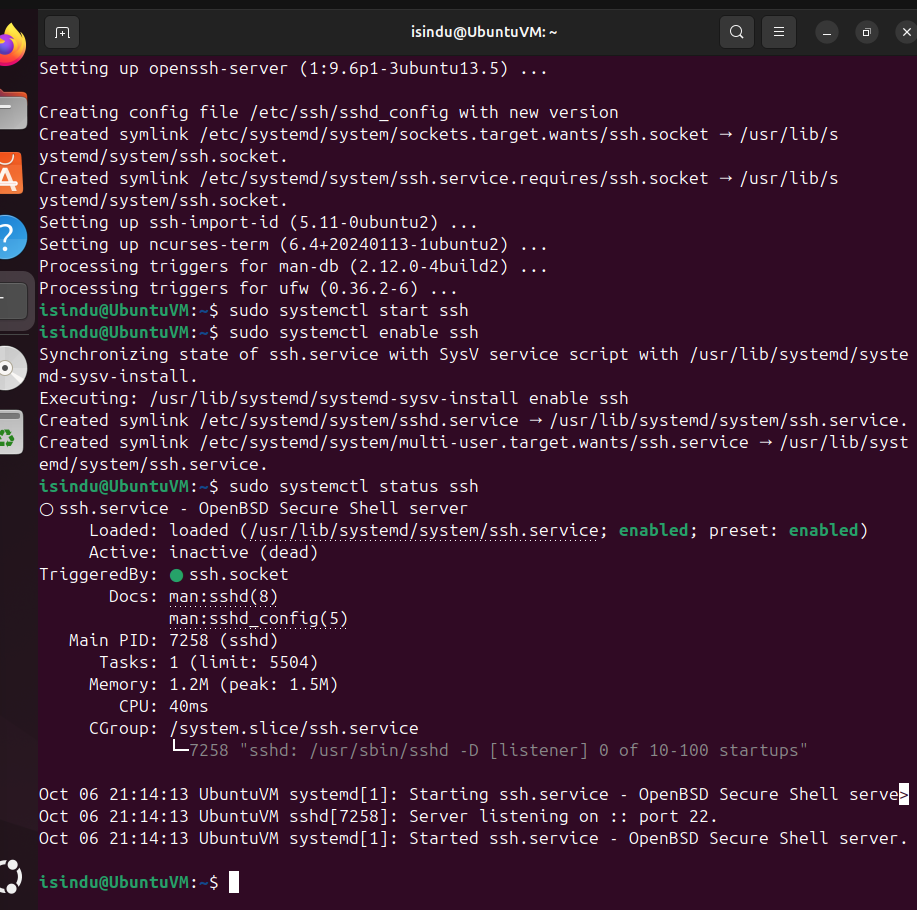 isindu@UbuntuVM: ~
Setting up openssh-server (1:9.6p1-3ubuntu13.5) ...
Creating config file /etc/ssh/sshd_config with new version
Created symlink /etc/systemd/system/sockets.target.wants/ssh.socket → /usr/lib/s
ystemd/system/ssh.socket.
Created symlink /etc/systemd/system/ssh.service.requires/ssh.socket → /usr/lib/s
ystemd/system/ssh.socket.
Setting up ssh-import-id (5.11-0ubuntu2) ...
Setting up ncurses-term (6.4+20240113-1ubuntu2) ...
Processing triggers for man-db (2.12.0-4build2) ...
Processing triggers for ufw (0.36.2-6) ...
isindu@UbuntuVM:~$ sudo systemctl start ssh
isindu@UbuntuVM:~$ sudo systemctl enable ssh
Synchronizing state of ssh.service with SysV service script with /usr/lib/systemd/syste
md-sysv-install.
Executing: /usr/lib/systemd/systemd-sysv-install enable ssh
Created symlink /etc/systemd/system/sshd.service → /usr/lib/systemd/system/ssh.service.
Created symlink /etc/systemd/system/multi-user.target.wants/ssh.service → /usr/lib/syst
emd/system/ssh.service.
isindu@UbuntuVM:~$ sudo systemctl status ssh
○ ssh.service - OpenBSD Secure Shell server
Loaded: loaded (/usr/lib/systemd/system/ssh.service; enabled; preset: enabled)
Active: inactive (dead)
TriggeredBy: ● ssh.socket
Docs: man:sshd(8)
man:sshd_config(5)
Main PID: 7258 (sshd)
Tasks: 1 (limit: 5504)
Memory: 1.2M (peak: 1.5M)
CPU: 40ms
CGroup: /system.slice/ssh.service
└─7258 "sshd: /usr/sbin/sshd -D [listener] 0 of 10-100 startups"
Oct 06 21:14:13 UbuntuVM systemd[1]: Starting ssh.service - OpenBSD Secure Shell serve>
Oct 06 21:14:13 UbuntuVM sshd[7258]: Server listening on :: port 22.
Oct 06 21:14:13 UbuntuVM systemd[1]: Started ssh.service - OpenBSD Secure Shell server.
isindu@UbuntuVM:~$